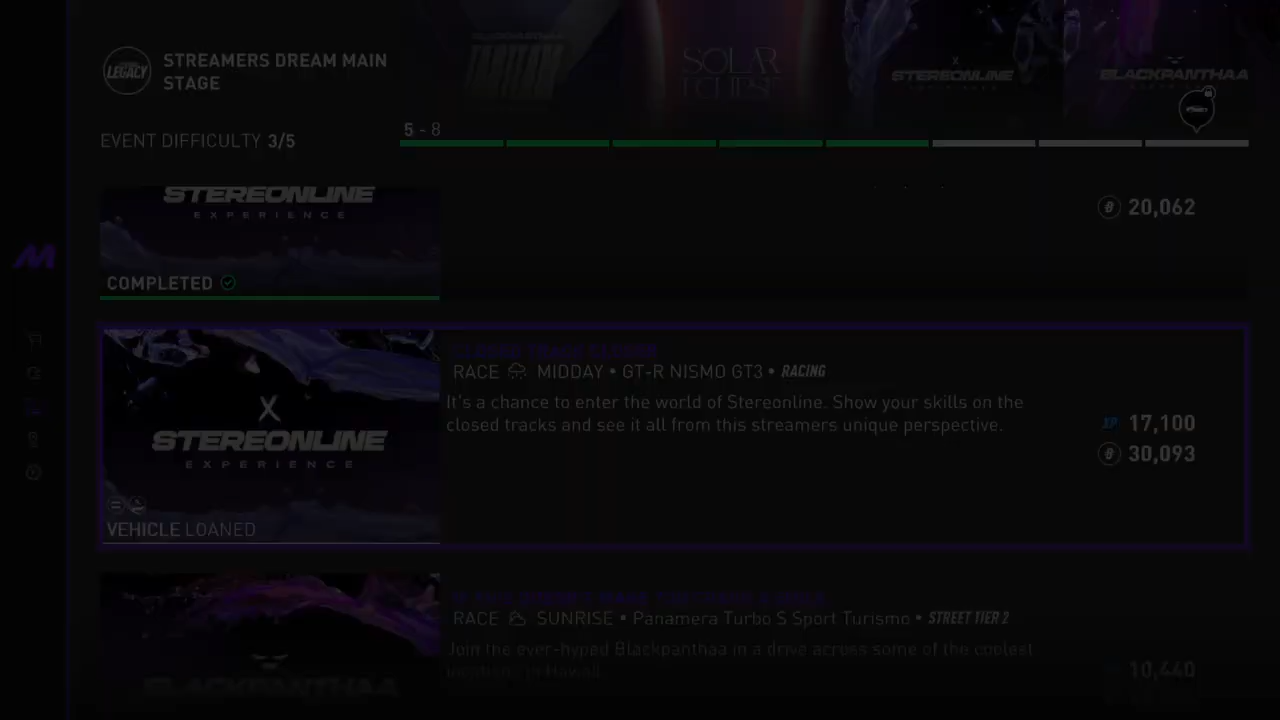 LEGACY
STREAMERS DREAM MAIN
STAGE
SOLAR
ECLIPSE
X
STEREONLINE
BLACKPANTHAA
EVENT DIFFICULTY 3/5
5 - 8
STEREONLINE
EXPERIENCE
20,062
COMPLETED
RACE MIDDAY • GT-R NISMO GT3 • RACING
It's a chance to enter the world of Stereonline. Show your skills on the
closed tracks and see it all from this streamers unique perspective.
X
STEREONLINE
EXPERIENCE
XP 17,100
30,093
VEHICLE LOANED
RACE SUNRISE • Panamera Turbo S Sport Turismo • STREET TIER 2
Join the ever-hyped Blackpanthaa in a drive across some of the coolest
in Hawaii
10,440
BLACKPANTHAA